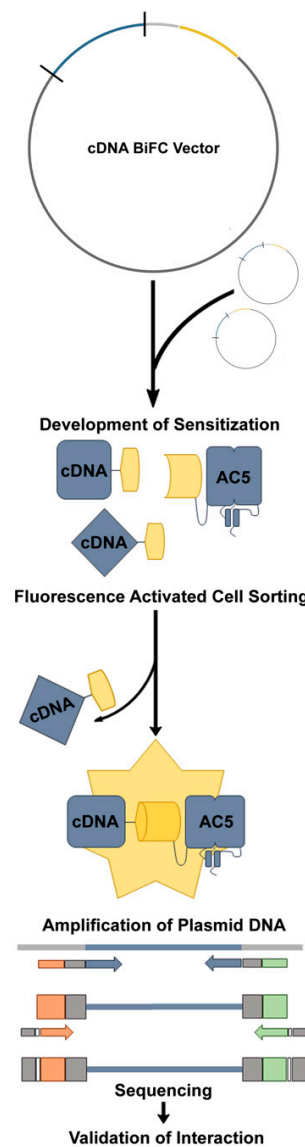 cDNA BiFC Vector
Development of Sensitization
cDNA
AC5
cDNA
Fluorescence Activated Cell Sorting
cDNA
cDNA
AC5
Amplification of Plasmid DNA
Sequencing
Validation of Interaction